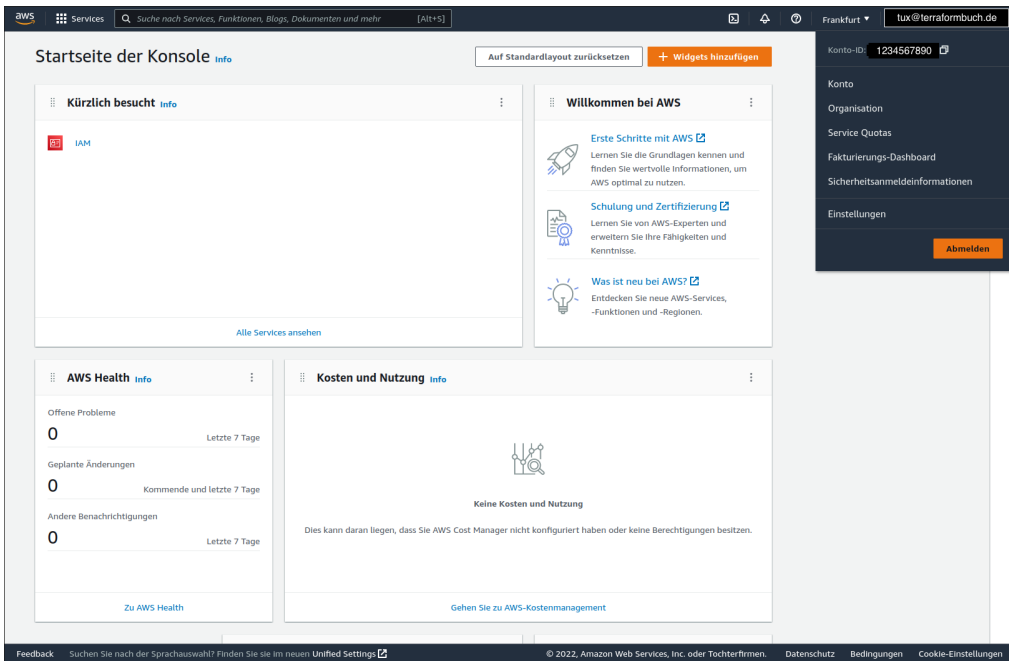 aws
Services
Suche nach Services, Funktionen, Blogs, Dokumenten und mehr
[Alt+S]
Frankfurt ▼
tux@terraformbuch.de
Konto-ID: 1234567890
Konto
Organisation
Service Quotas
Fakturierungs-Dashboard
Sicherheitsanmeldeinformationen
Einstellungen
Abmelden
Startseite der Konsole Info
Auf Standardlayout zurücksetzen
+ Widgets hinzufügen
Kürzlich besucht Info
IAM
Alle Services ansehen
Willkommen bei AWS
Erste Schritte mit AWS
Lernen Sie die Grundlagen kennen und
finden Sie wertvolle Informationen, um
AWS optimal zu nutzen.
Schulung und Zertifizierung
Lernen Sie von AWS-Experten und
erweitern Sie Ihre Fähigkeiten und
Kenntnisse.
Was ist neu bei AWS?
Entdecken Sie neue AWS-Services,
-Funktionen und -Regionen.
AWS Health Info
Offene Probleme
0
Letzte 7 Tage
Geplante Änderungen
0
Kommende und letzte 7 Tage
Andere Benachrichtigungen
0
Letzte 7 Tage
Zu AWS Health
Kosten und Nutzung Info
Keine Kosten und Nutzung
Dies kann daran liegen, dass Sie AWS Cost Manager nicht konfiguriert haben oder keine Berechtigungen besitzen.
Gehen Sie zu AWS-Kostenmanagement
Feedback
Suchen Sie nach der Sprachauswahl? Finden Sie sie im neuen Unified Settings
© 2022, Amazon Web Services, Inc. oder Tochterfirmen.
Datenschutz
Bedingungen
Cookie-Einstellungen